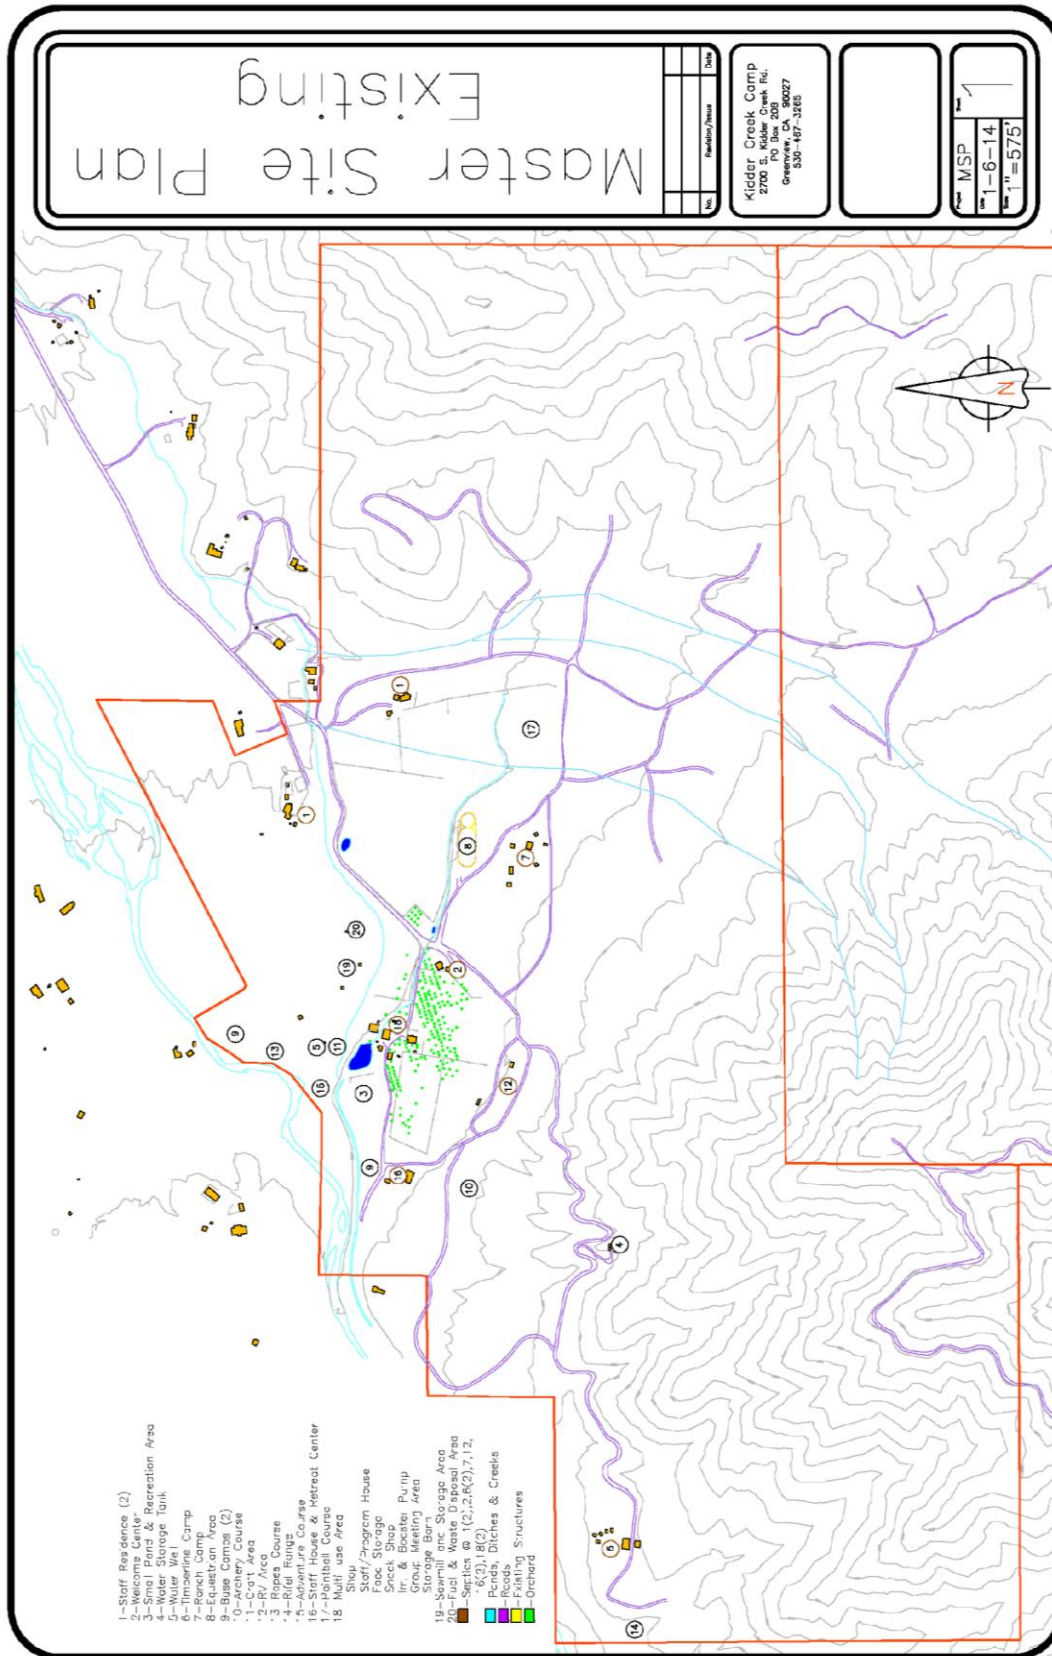 Master Site Plan
Existing
No.
Revision/Issue
Date
Kidder Creek Camp
2700 S. Kidder Creek Rd.
PO Box 208
Greenview, CA 96027
530-467-3265
Project MSP
Date 1-6-14
Scale 1"=575'
Sheet 1
N
1-Staff Residence (2)
2-Welcome Center
3-Small Pond & Recreation Area
4-Water Storage Tank
5-Water Well
6-Timberline Camp
7-Ranch Camp
8-Equestrian Area
9-Base Camps (2)
10-Archery Course
11-Craft Area
12-RV Area
13-Ropes Course
14-Rifle Range
15-Adventure Course
16-Staff House & Retreat Center
17-Paintball Course
18 Multi use Area
Shop
Staff/Program House
Food Storage
Snack Shop
Irr. & Booster Pump
Group Meeting Area
Storage Barn
19-Sawmill and Storage Area
20-Fuel & Waste Disposal Area
Septics @ 1(2),2,6(2),7,12,
16(2),18(2)
Ponds, Ditches & Creeks
Roads
Existing Structures
Orchard
1
1
17
8
7
20
19
2
9
13
5
11
15
3
18
12
9
16
10
4
14